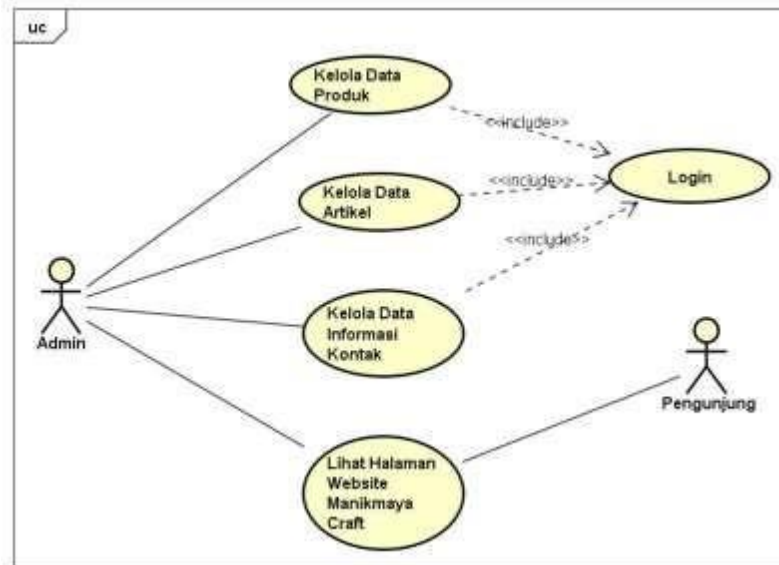 uc
Kelola Data
Produk
<<include>>
Kelola Data
Artikel
<<include>>
Login
<<include>>
Admin
Kelola Data
Informasi
Kontak
Pengunjung
Lihat Halaman
Website
Manikmaya
Craft